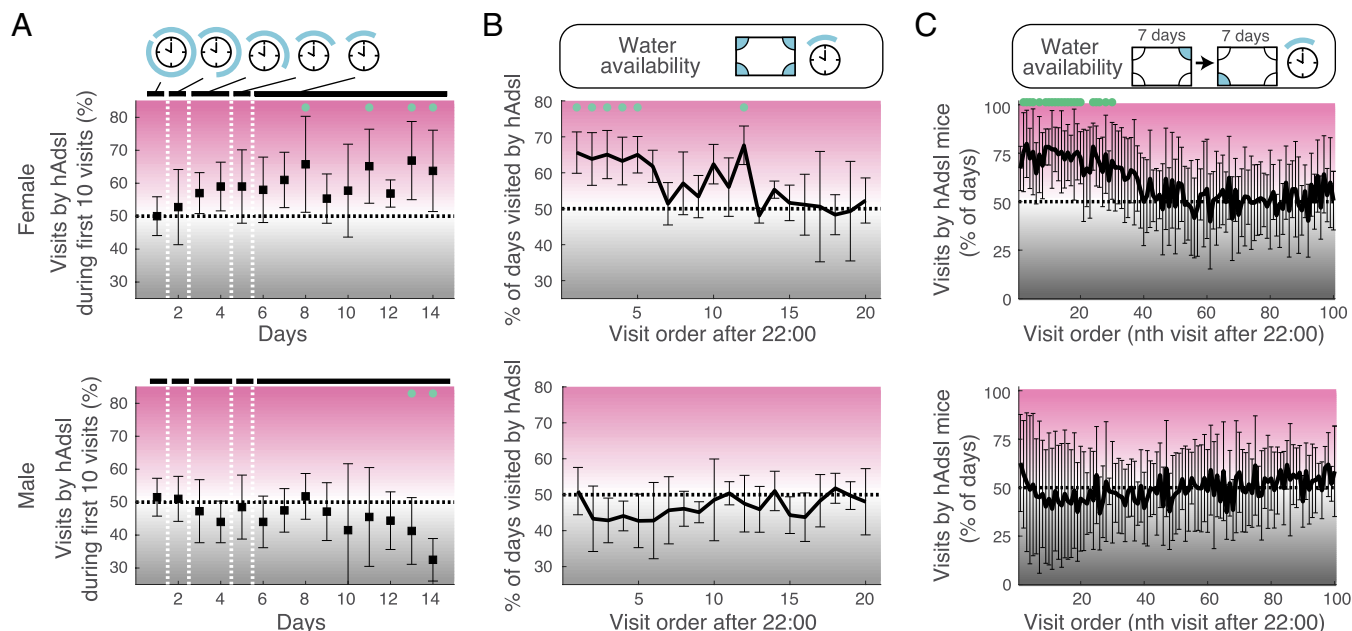 A
B
C
Water
availability
Water
availability
7 days
7 days
Female
Visits by hAdsl
during first 10 visits (%)
80
70
60
50
40
30
2
4
6
8
10
12
14
Days
% of days visited by hAdsl
80
70
60
50
40
30
5
10
15
20
Visit order after 22:00
Visits by hAdsl mice
(% of days)
100
75
50
25
0
20
40
60
80
100
Visit order (nth visit after 22:00)
Male
Visits by hAdsl
during first 10 visits (%)
80
70
60
50
40
30
2
4
6
8
10
12
14
Days
% of days visited by hAdsl
80
70
60
50
40
30
5
10
15
20
Visit order after 22:00
Visits by hAdsl mice
(% of days)
100
75
50
25
0
20
40
60
80
100
Visit order (nth visit after 22:00)